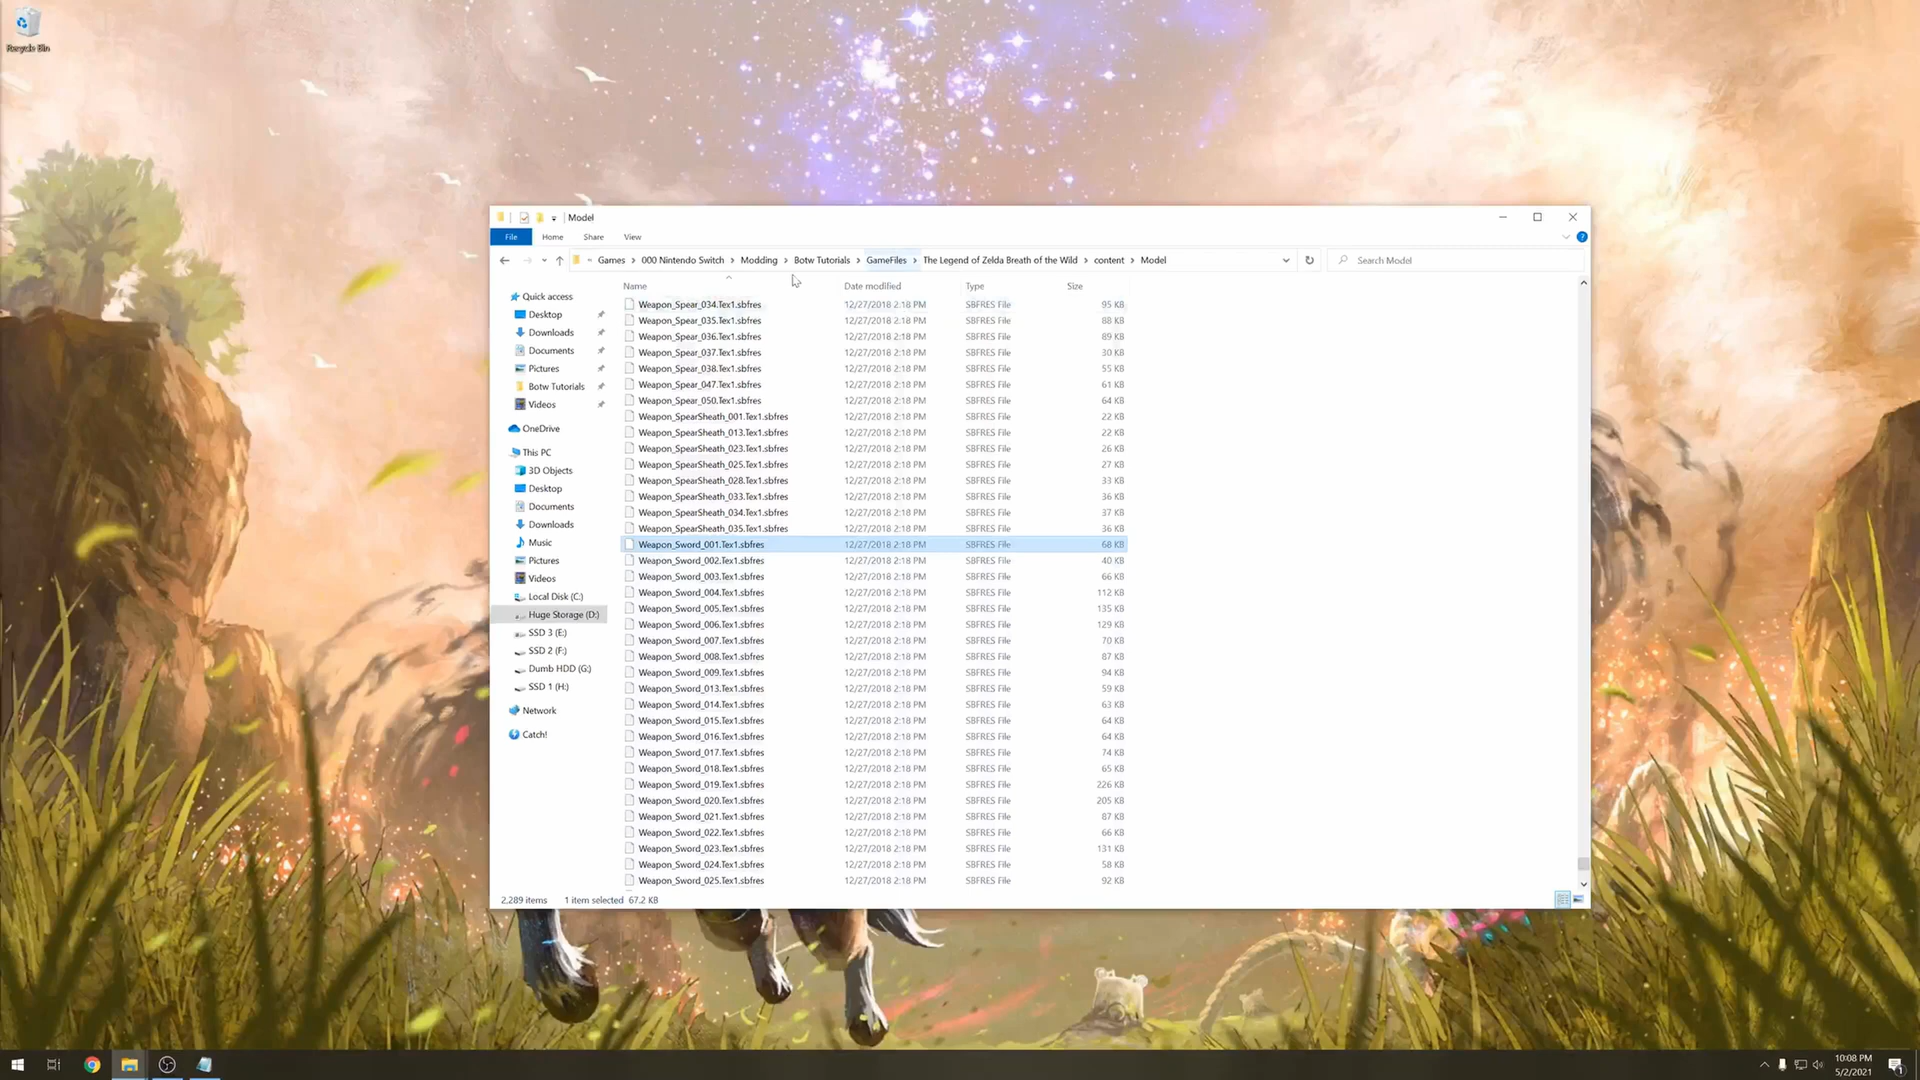 Recycle Bin
Model
File Home Share View
Games 000 Nintendo Switch Modding Botw Tutorials GameFiles The Legend of Zelda Breath of the Wild content Model
Search Model
Quick access
Desktop
Downloads
Documents
Pictures
Botw Tutorials
Videos
OneDrive
This PC
3D Objects
Desktop
Documents
Downloads
Music
Pictures
Videos
Local Disk (C:)
Huge Storage (D:)
SSD 3 (E:)
SSD 2 (F:)
Dumb HDD (G:)
SSD 1 (H:)
Network
Catch!
Name Date modified Type Size
Weapon_Spear_034.Tex1.sbfres 12/27/2018 2:18 PM SBFRES File 95 KB
Weapon_Spear_035.Tex1.sbfres 12/27/2018 2:18 PM SBFRES File 88 KB
Weapon_Spear_036.Tex1.sbfres 12/27/2018 2:18 PM SBFRES File 89 KB
Weapon_Spear_037.Tex1.sbfres 12/27/2018 2:18 PM SBFRES File 30 KB
Weapon_Spear_038.Tex1.sbfres 12/27/2018 2:18 PM SBFRES File 55 KB
Weapon_Spear_047.Tex1.sbfres 12/27/2018 2:18 PM SBFRES File 61 KB
Weapon_Spear_050.Tex1.sbfres 12/27/2018 2:18 PM SBFRES File 64 KB
Weapon_SpearSheath_001.Tex1.sbfres 12/27/2018 2:18 PM SBFRES File 22 KB
Weapon_SpearSheath_013.Tex1.sbfres 12/27/2018 2:18 PM SBFRES File 22 KB
Weapon_SpearSheath_023.Tex1.sbfres 12/27/2018 2:18 PM SBFRES File 26 KB
Weapon_SpearSheath_025.Tex1.sbfres 12/27/2018 2:18 PM SBFRES File 27 KB
Weapon_SpearSheath_028.Tex1.sbfres 12/27/2018 2:18 PM SBFRES File 33 KB
Weapon_SpearSheath_033.Tex1.sbfres 12/27/2018 2:18 PM SBFRES File 36 KB
Weapon_SpearSheath_034.Tex1.sbfres 12/27/2018 2:18 PM SBFRES File 37 KB
Weapon_SpearSheath_035.Tex1.sbfres 12/27/2018 2:18 PM SBFRES File 36 KB
Weapon_Sword_001.Tex1.sbfres 12/27/2018 2:18 PM SBFRES File 68 KB
Weapon_Sword_002.Tex1.sbfres 12/27/2018 2:18 PM SBFRES File 40 KB
Weapon_Sword_003.Tex1.sbfres 12/27/2018 2:18 PM SBFRES File 66 KB
Weapon_Sword_004.Tex1.sbfres 12/27/2018 2:18 PM SBFRES File 112 KB
Weapon_Sword_005.Tex1.sbfres 12/27/2018 2:18 PM SBFRES File 135 KB
Weapon_Sword_006.Tex1.sbfres 12/27/2018 2:18 PM SBFRES File 129 KB
Weapon_Sword_007.Tex1.sbfres 12/27/2018 2:18 PM SBFRES File 70 KB
Weapon_Sword_008.Tex1.sbfres 12/27/2018 2:18 PM SBFRES File 87 KB
Weapon_Sword_009.Tex1.sbfres 12/27/2018 2:18 PM SBFRES File 94 KB
Weapon_Sword_013.Tex1.sbfres 12/27/2018 2:18 PM SBFRES File 59 KB
Weapon_Sword_014.Tex1.sbfres 12/27/2018 2:18 PM SBFRES File 63 KB
Weapon_Sword_015.Tex1.sbfres 12/27/2018 2:18 PM SBFRES File 64 KB
Weapon_Sword_016.Tex1.sbfres 12/27/2018 2:18 PM SBFRES File 64 KB
Weapon_Sword_017.Tex1.sbfres 12/27/2018 2:18 PM SBFRES File 74 KB
Weapon_Sword_018.Tex1.sbfres 12/27/2018 2:18 PM SBFRES File 65 KB
Weapon_Sword_019.Tex1.sbfres 12/27/2018 2:18 PM SBFRES File 226 KB
Weapon_Sword_020.Tex1.sbfres 12/27/2018 2:18 PM SBFRES File 205 KB
Weapon_Sword_021.Tex1.sbfres 12/27/2018 2:18 PM SBFRES File 87 KB
Weapon_Sword_022.Tex1.sbfres 12/27/2018 2:18 PM SBFRES File 66 KB
Weapon_Sword_023.Tex1.sbfres 12/27/2018 2:18 PM SBFRES File 131 KB
Weapon_Sword_024.Tex1.sbfres 12/27/2018 2:18 PM SBFRES File 58 KB
Weapon_Sword_025.Tex1.sbfres 12/27/2018 2:18 PM SBFRES File 92 KB
2,289 items 1 item selected 67.2 KB
10:08 PM
5/2/2021